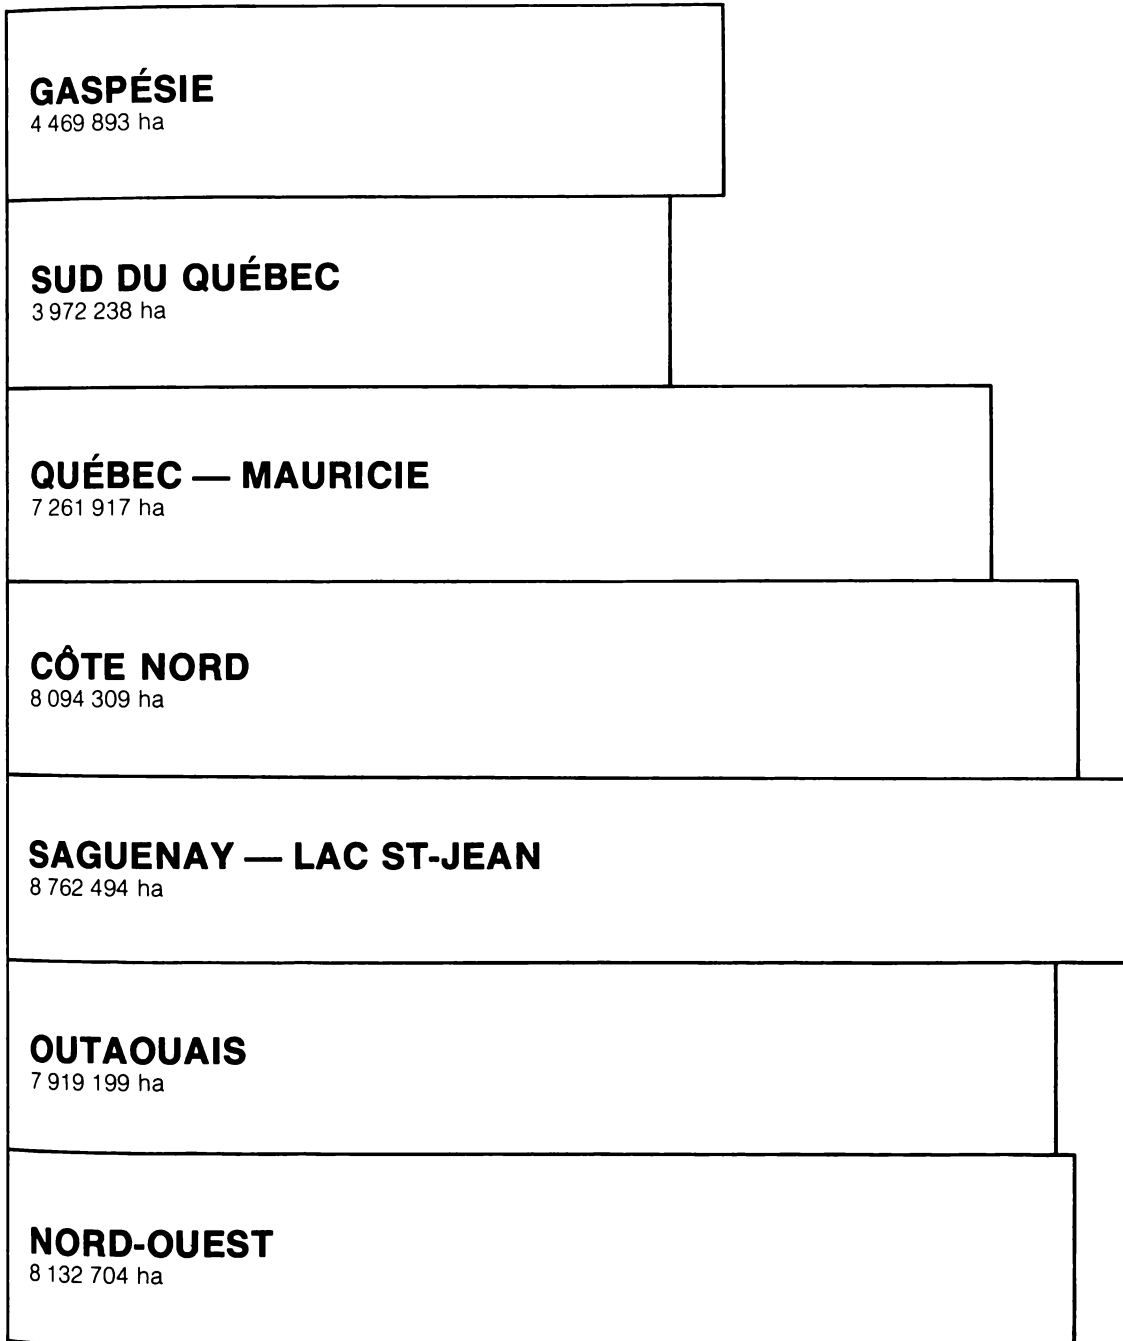 GASPÉSIE
4 469 893 ha
SUD DU QUÉBEC
3 972 238 ha
QUÉBEC — MAURICIE
7 261 917 ha
CÔTE NORD
8 094 309 ha
SAGUENAY — LAC ST-JEAN
8 762 494 ha
OUTAOUAIS
7 919 199 ha
NORD-OUEST
8 132 704 ha